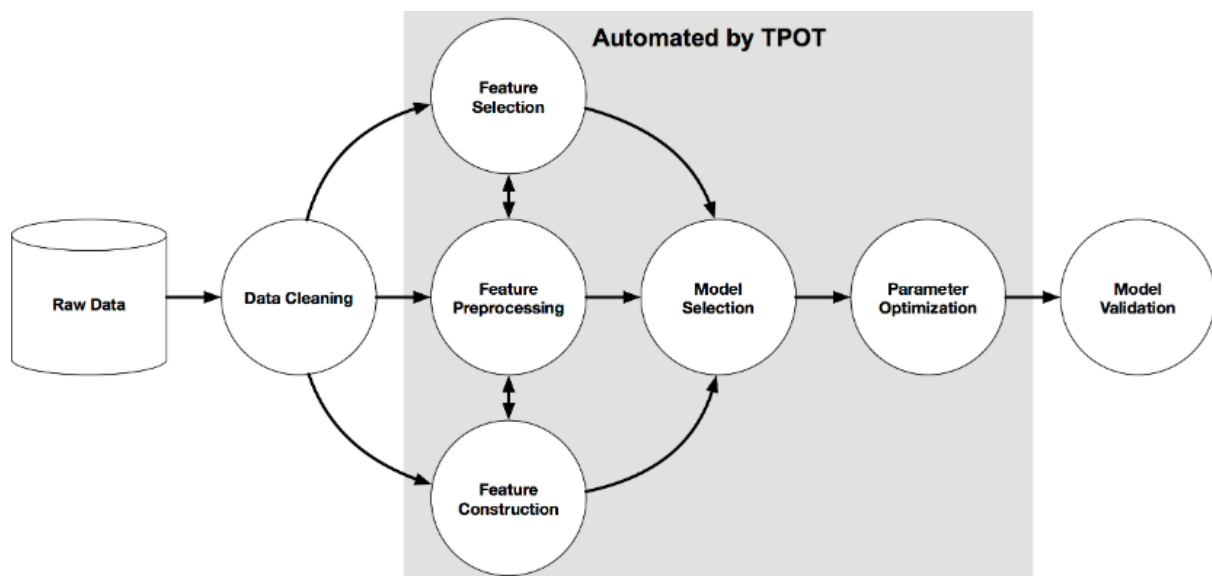 Automated by TPOT
Feature
Selection
Raw Data
Data Cleaning
Feature
Preprocessing
Model
Selection
Parameter
Optimization
Model
Validation
Feature
Construction